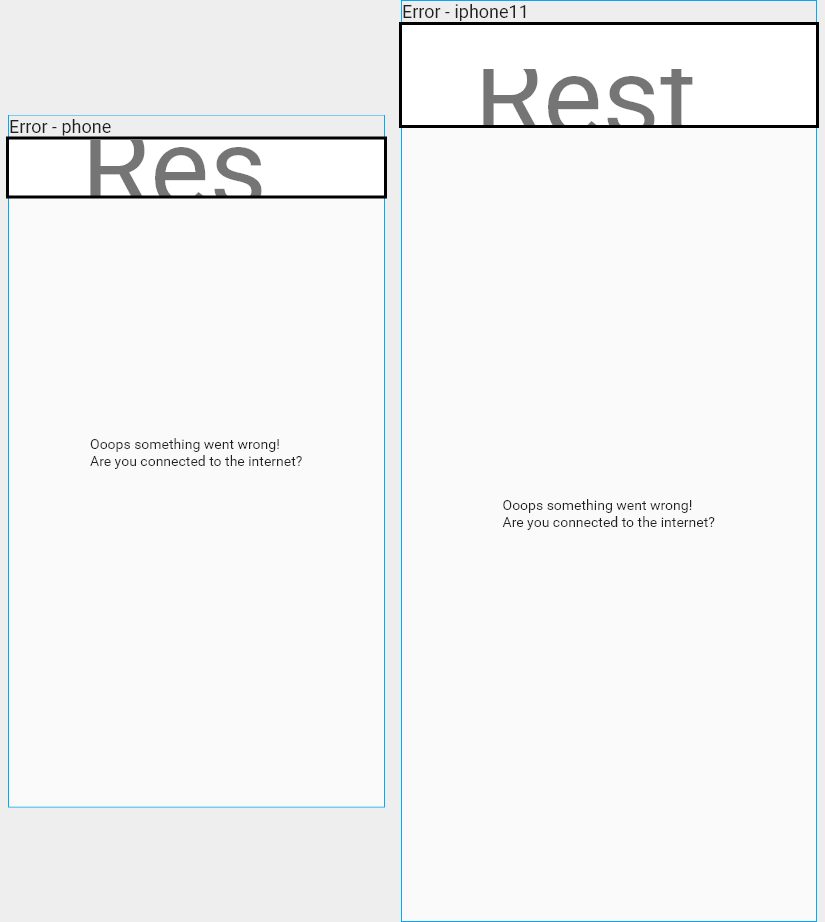 Error - phone
Res
Ooops something went wrong!
Are you connected to the internet?
Error - iphone11
Rest
Ooops something went wrong!
Are you connected to the internet?